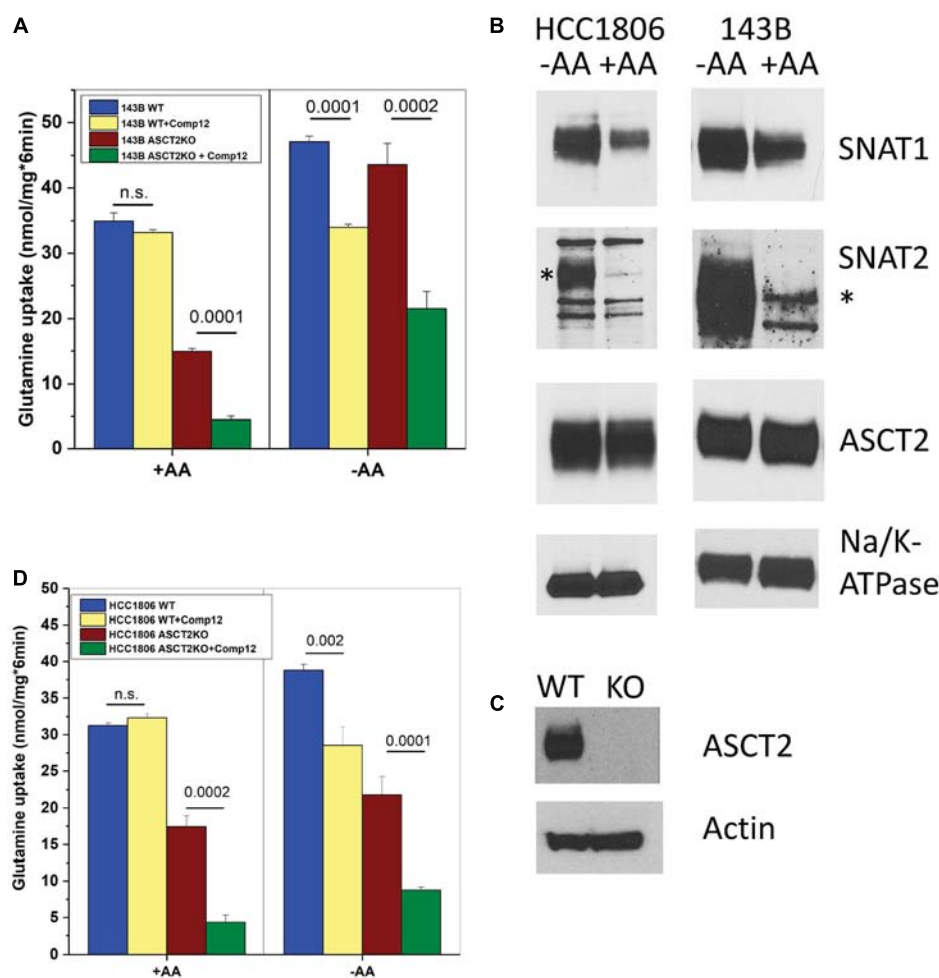 A
Glutamine uptake (nmol/mg*6min)
50
40
30
20
10
0
143B WT
143B WT+Comp12
143B ASCT2KO
143B ASCT2KO + Comp12
n.s.
0.0001
0.0001
0.0002
+AA
-AA
B
HCC1806
143B
-AA +AA
-AA +AA
SNAT1
SNAT2
*
*
ASCT2
Na/K-
ATPase
C
WT KO
ASCT2
Actin
D
Glutamine uptake (nmol/mg*6min)
50
45
40
35
30
25
20
15
10
5
0
HCC1806 WT
HCC1806 WT+Comp12
HCC1806 ASCT2KO
HCC1806 ASCT2KO+Comp12
n.s.
0.0002
0.002
0.0001
+AA
-AA